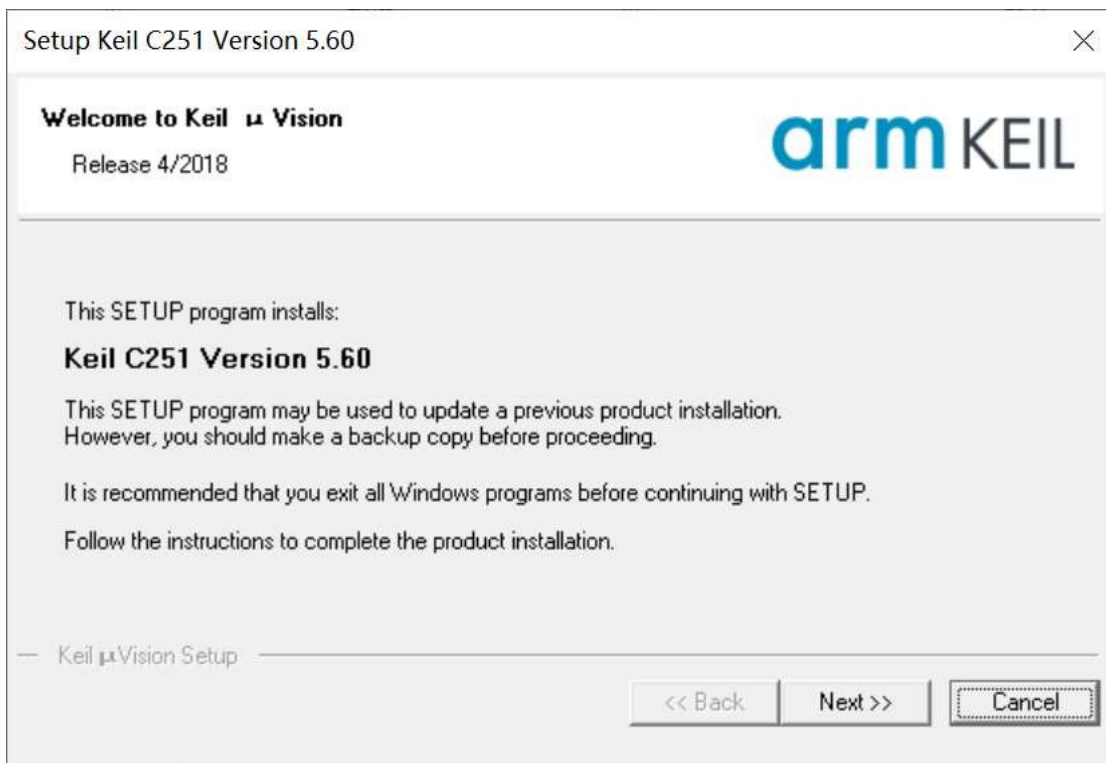 Setup Keil C251 Version 5.60
Welcome to Keil μ Vision
Release 4/2018
arm KEIL
This SETUP program installs:
Keil C251 Version 5.60
This SETUP program may be used to update a previous product installation.
However, you should make a backup copy before proceeding.
It is recommended that you exit all Windows programs before continuing with SETUP.
Follow the instructions to complete the product installation.
Keil μVision Setup
<< Back
Next >>
Cancel